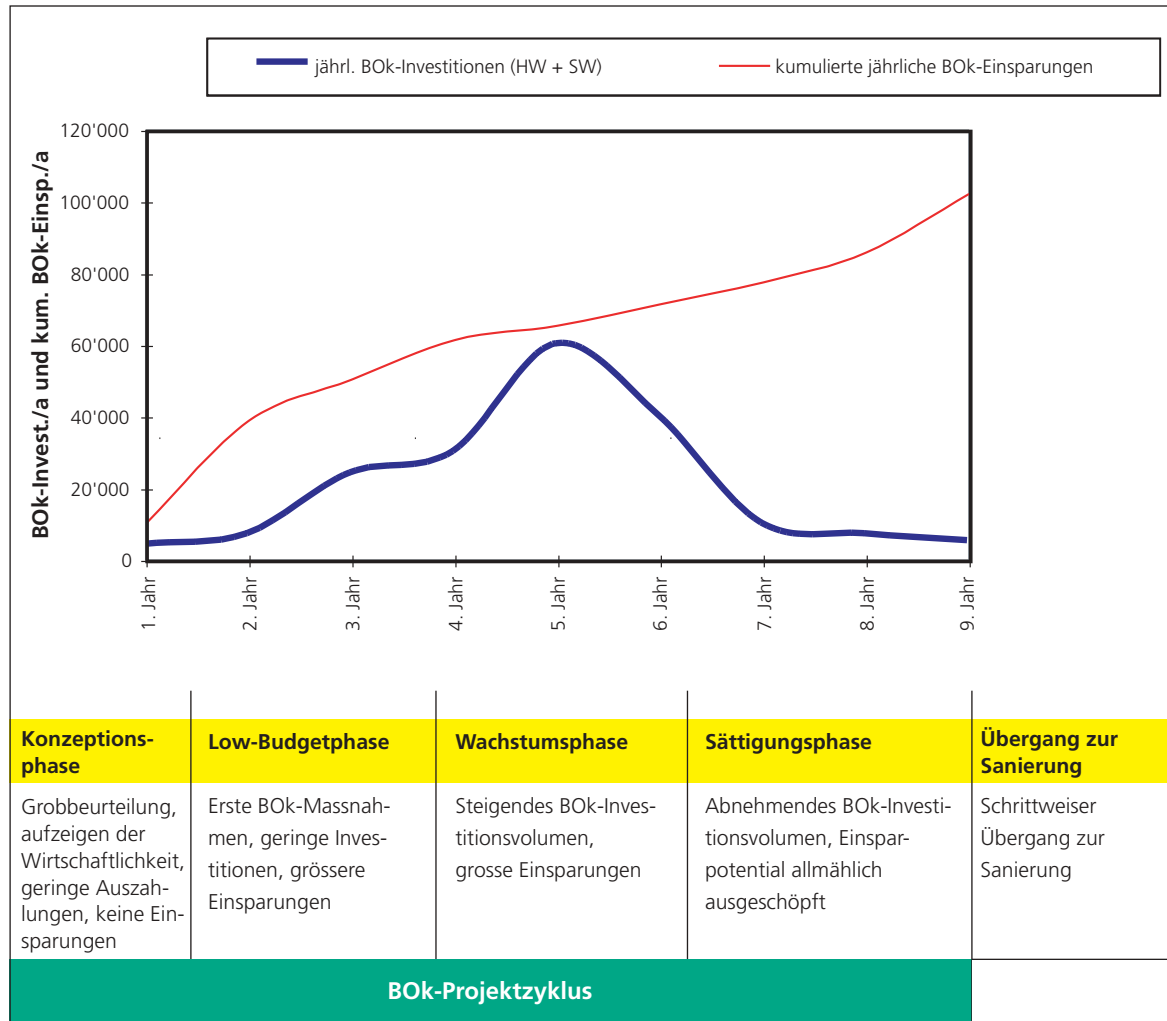 jährl. BOk-Investitionen (HW + SW)
kumulierte jährliche BOk-Einsparungen
BOk-Invest./a und kum. BOk-Einsp./a
120'000
100'000
80'000
60'000
40'000
20'000
0
1. Jahr
2. Jahr
3. Jahr
4. Jahr
5. Jahr
6. Jahr
7. Jahr
8. Jahr
9. Jahr
Konzeptions-
phase
Grobbeurteilung,
aufzeigen der
Wirtschaftlichkeit,
geringe Auszah-
lungen, keine Ein-
sparungen
Low-Budgetphase
Erste BOk-Massnah-
men, geringe Inves-
titionen, grössere
Einsparungen
Wachstumsphase
Steigendes BOk-Inves-
titionsvolumen,
grosse Einsparungen
Sättigungsphase
Abnehmendes BOk-Investi-
tionsvolumen, Einspar-
potential allmählich
ausgeschöpft
Übergang zur
Sanierung
Schrittweiser
Übergang zur
Sanierung
BOk-Projektzyklus